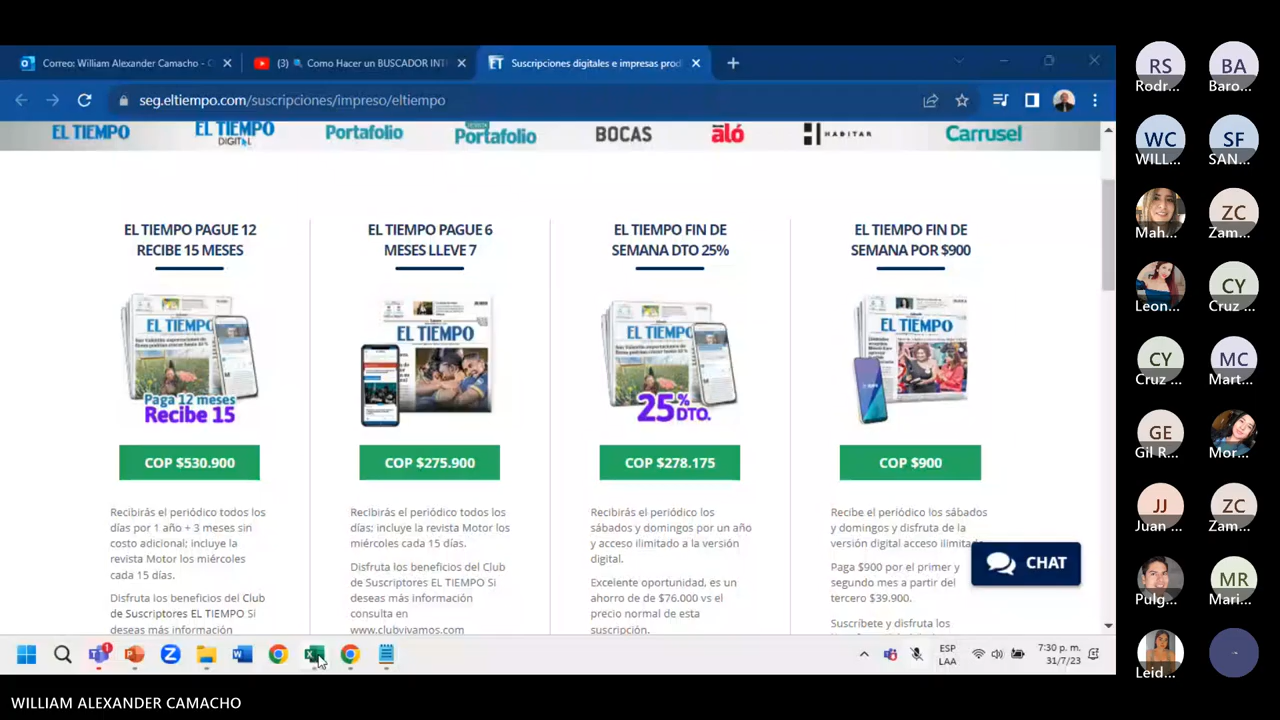 Correo: William Alexander Camacho - 
(3) Como Hacer un BUSCADOR INT
Suscripciones digitales e impresas prod
seg.eltiempo.com/suscripciones/impreso/eltiempo
EL TIEMPO
EL TIEMPO
DIGITAL
Portafolio
Portafolio
BOCAS
aló
HABITAR
Carrusel
EL TIEMPO PAGUE 12
RECIBE 15 MESES
EL TIEMPO
Paga 12 meses
Recibe 15
COP $530.900
Recibirás el periódico todos los
días por 1 año + 3 meses sin
costo adicional; incluye la
revista Motor los miércoles
cada 15 días.
Disfruta los beneficios del Club
de Suscriptores EL TIEMPO Si
deseas más información
EL TIEMPO PAGUE 6
MESES LLEVE 7
EL TIEMPO
COP $275.900
Recibirás el periódico todos los
días; incluye la revista Motor los
miércoles cada 15 días.
Disfruta los beneficios del Club
de Suscriptores EL TIEMPO Si
deseas más información
consulta en
www.clubvivamos.com
EL TIEMPO FIN DE
SEMANA DTO 25%
EL TIEMPO
25% DTO.
COP $278.175
Recibirás el periódico los
sábados y domingos por un año
y acceso ilimitado a la versión
digital.
Excelente oportunidad, es un
ahorro de de $76.000 vs el
precio normal de esta
suscripción.
EL TIEMPO FIN DE
SEMANA POR $900
EL TIEMPO
COP $900
Recibe el periódico los sábados
y domingos y disfruta de la
versión digital acceso ilimitad
Paga $900 por el primer y
segundo mes a partir del
tercero $39.900.
Suscríbete y disfruta los
CHAT
ESP
LAA
7:30 p. m.
31/7/23
WILLIAM ALEXANDER CAMACHO
RS
Rodr...
BA
Baro...
WC
WILL...
SF
SAN...
Mah...
ZC
Zam...
Leon...
CY
Cruz ...
CY
Cruz ...
MC
Mart...
GE
Gil R...
Mor...
JJ
Juan ...
ZC
Zam...
Pulg...
MR
Mari...
Leid...